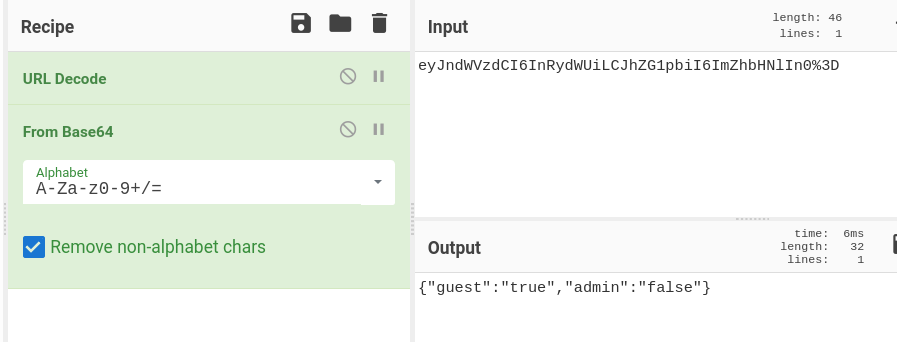 Recipe
URL Decode
From Base64
Alphabet
A-Za-z0-9+/=
Remove non-alphabet chars
Input
length: 46
lines: 1
eyJndWVzdCI6InRydWUiLCJhZG1pbiI6ImZhbHNlIn0%3D
Output
time: 6ms
length: 32
lines: 1
{"guest":"true","admin":"false"}